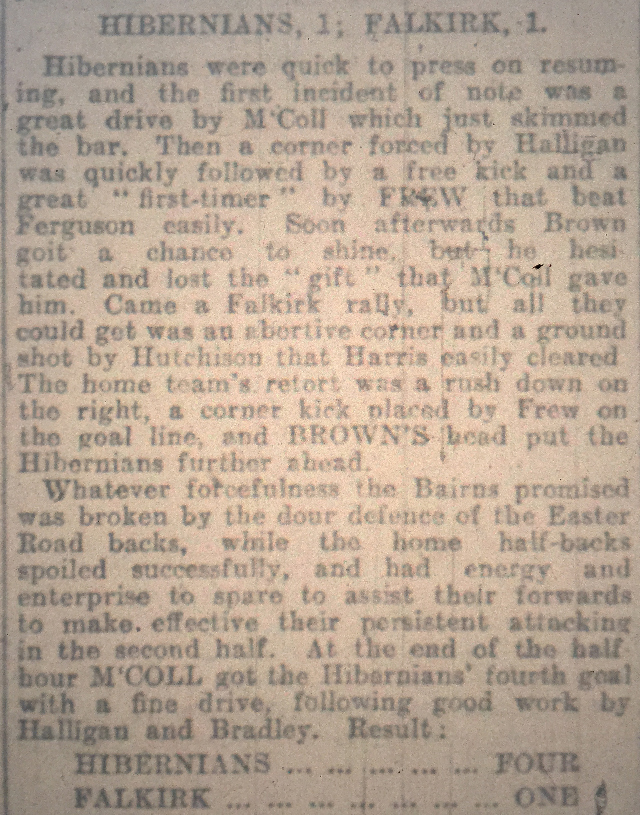 HIBERNIANS, 1; FALKIRK, 1.
Hibernians were quick to press on resum-
ing, and the first incident of note was a
great drive by M'Coll which just skimmed
the bar. Then a corner forced by Halligan
was quickly followed by a free kick and a
great "first-timer" by FREW that beat
Ferguson easily. Soon afterwards Brown
goit a chance to shine, but he hesi-
tated and lost the "gift" that M'Coll gave
him. Came a Falkirk rally, but all they
could get was an abortive corner and a ground
shot by Hutchison that Harris easily cleared
The home team's retort was a rush down on
the right, a corner kick placed by Frew on
the goal line, and BROWN'S head put the
Hibernians further ahead.
Whatever forcefulness the Bairns promised
was broken by the dour defence of the Easter
Road backs, while the home half-backs
spoiled successfully, and had energy and
enterprise to spare to assist their forwards
to make effective their persistent attacking
in the second half. At the end of the half
hour M'COLL got the Hibernians' fourth goal
with a fine drive, following good work by
Halligan and Bradley. Result:
HIBERNIANS ... ... ... ... ... FOUR
FALKIRK ... ... ... ... ... ... ... ONE